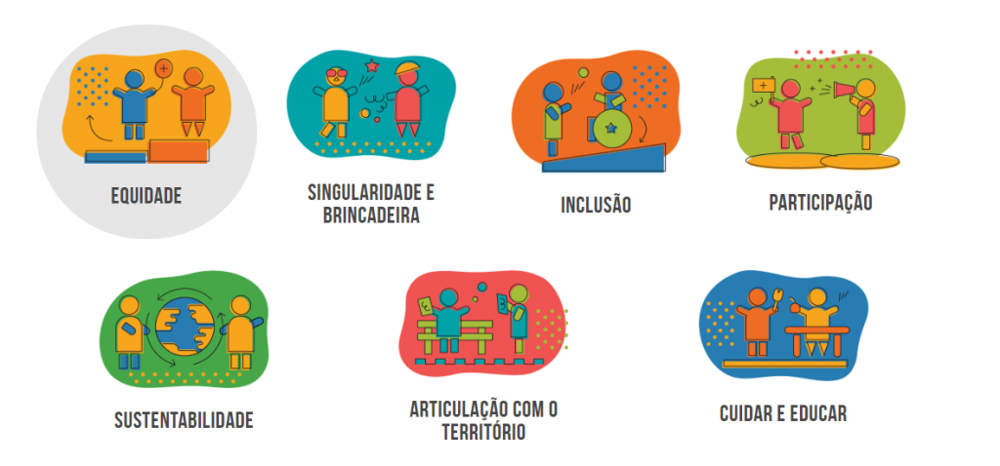 EQUIDADE
SINGULARIDADE E
BRINCADEIRA
INCLUSÃO
PARTICIPAÇÃO
SUSTENTABILIDADE
ARTICULAÇÃO COM O
TERRITÓRIO
CUIDAR E EDUCAR